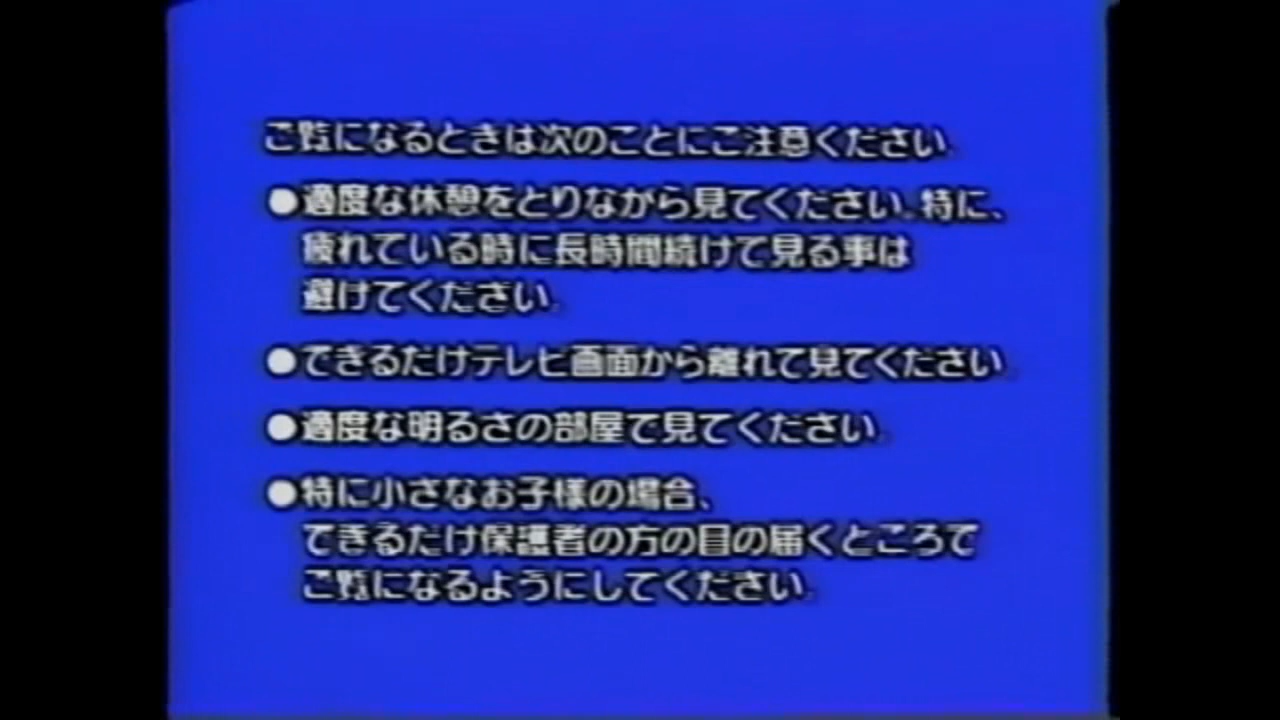 ご覧になるときは次のことにご注意ください。
●適度な休憩をとりながら見てください。特に、
疲れている時に長時間続けて見る事は
避けてください。
●できるだけテレビ画面から離れて見てください。
●適度な明るさの部屋で見てください。
●特に小さなお子様の場合、
できるだけ保護者の方の目の届くところで
ご覧になるようにしてください。